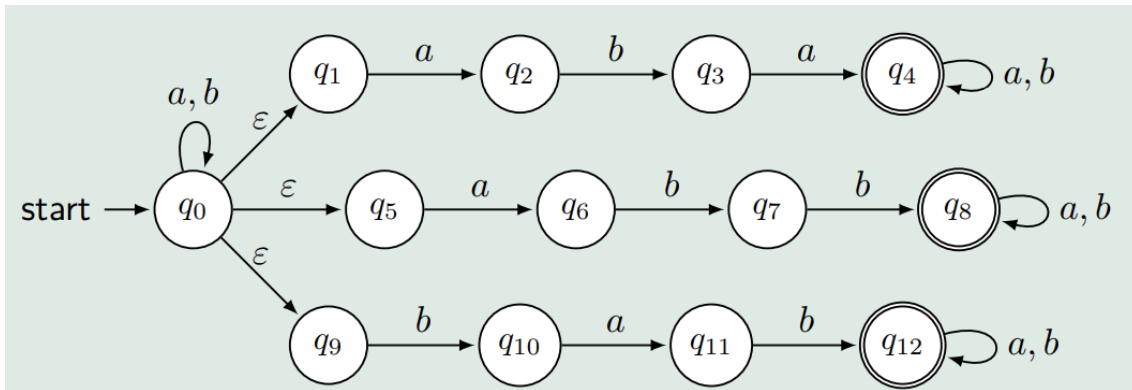 q₁ a q₂ b q₃ a q₄ a, b
a, b
ε
start q₀ ε q₅ a q₆ b q₇ b q₈ a, b
ε
q₉ b q₁₀ a q₁₁ b q₁₂ a, b